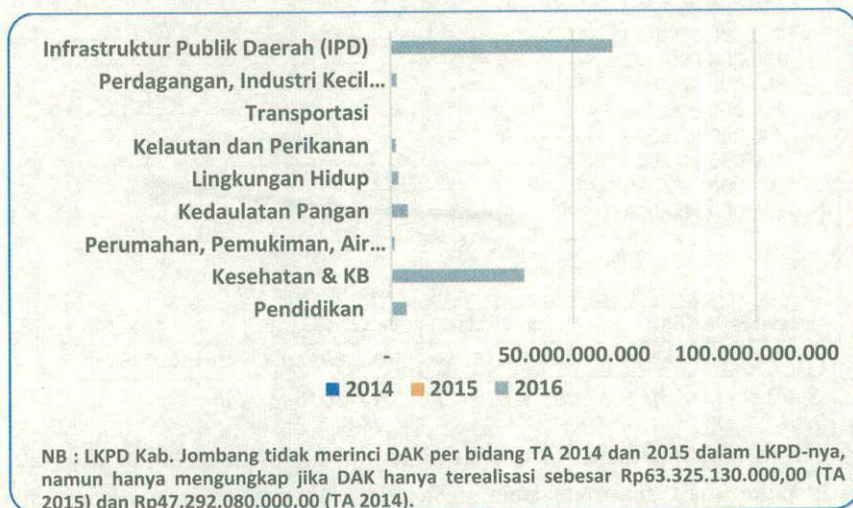 Infrastruktur Publik Daerah (IPD)
Perdagangan, Industri Kecil...
Transportasi
Kelautan dan Perikanan
Lingkungan Hidup
Kedaulatan Pangan
Perumahan, Pemukiman, Air...
Kesehatan & KB
Pendidikan
- 50.000.000.000 100.000.000.000
2014 2015 2016
NB : LKPD Kab. Jombang tidak merinci DAK per bidang TA 2014 dan 2015 dalam LKPD-nya,
namun hanya mengungkap jika DAK hanya terealisasi sebesar Rp63.325.130.000,00 (TA
2015) dan Rp47.292.080.000,00 (TA 2014).